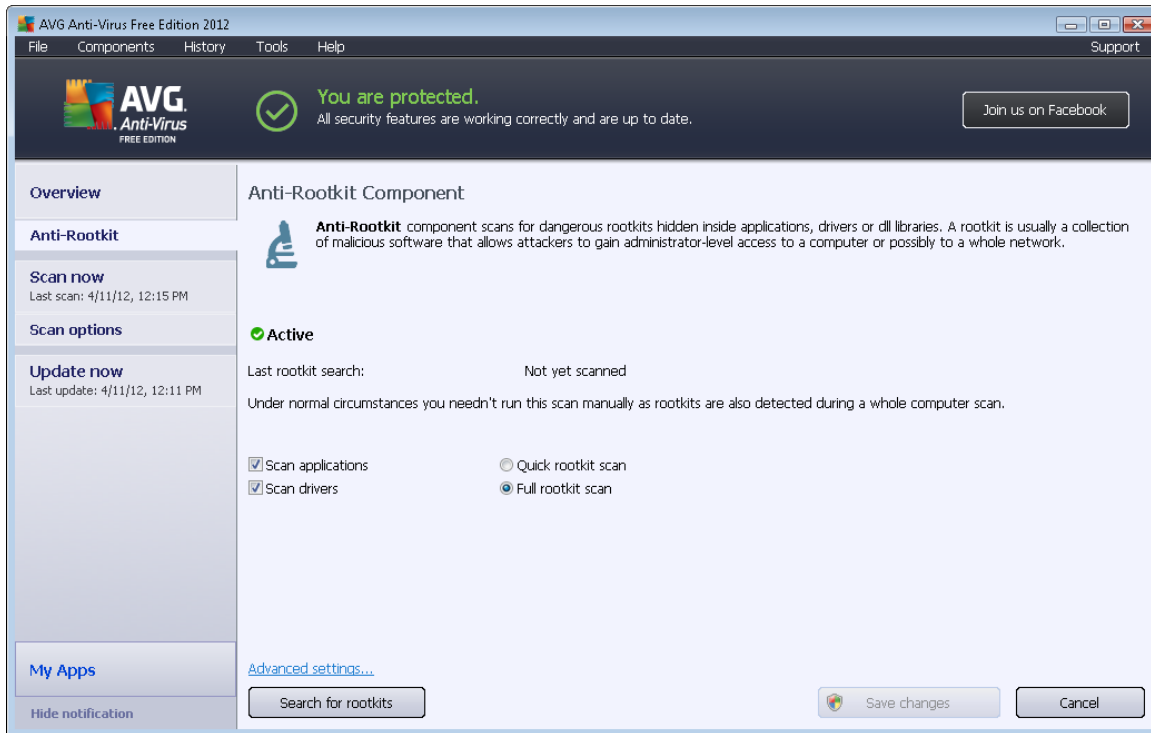 AVG Anti-Virus Free Edition 2012
File Components History Tools Help Support
AVG.
Anti-Virus
FREE EDITION
You are protected.
All security features are working correctly and are up to date.
Join us on Facebook
Overview
Anti-Rootkit
Scan now
Last scan: 4/11/12, 12:15 PM
Scan options
Update now
Last update: 4/11/12, 12:11 PM
My Apps
Hide notification
Anti-Rootkit Component
Anti-Rootkit component scans for dangerous rootkits hidden inside applications, drivers or dll libraries. A rootkit is usually a collection
of malicious software that allows attackers to gain administrator-level access to a computer or possibly to a whole network.
Active
Last rootkit search: Not yet scanned
Under normal circumstances you needn't run this scan manually as rootkits are also detected during a whole computer scan.
Scan applications Quick rootkit scan
Scan drivers Full rootkit scan
Advanced settings...
Search for rootkits Save changes Cancel